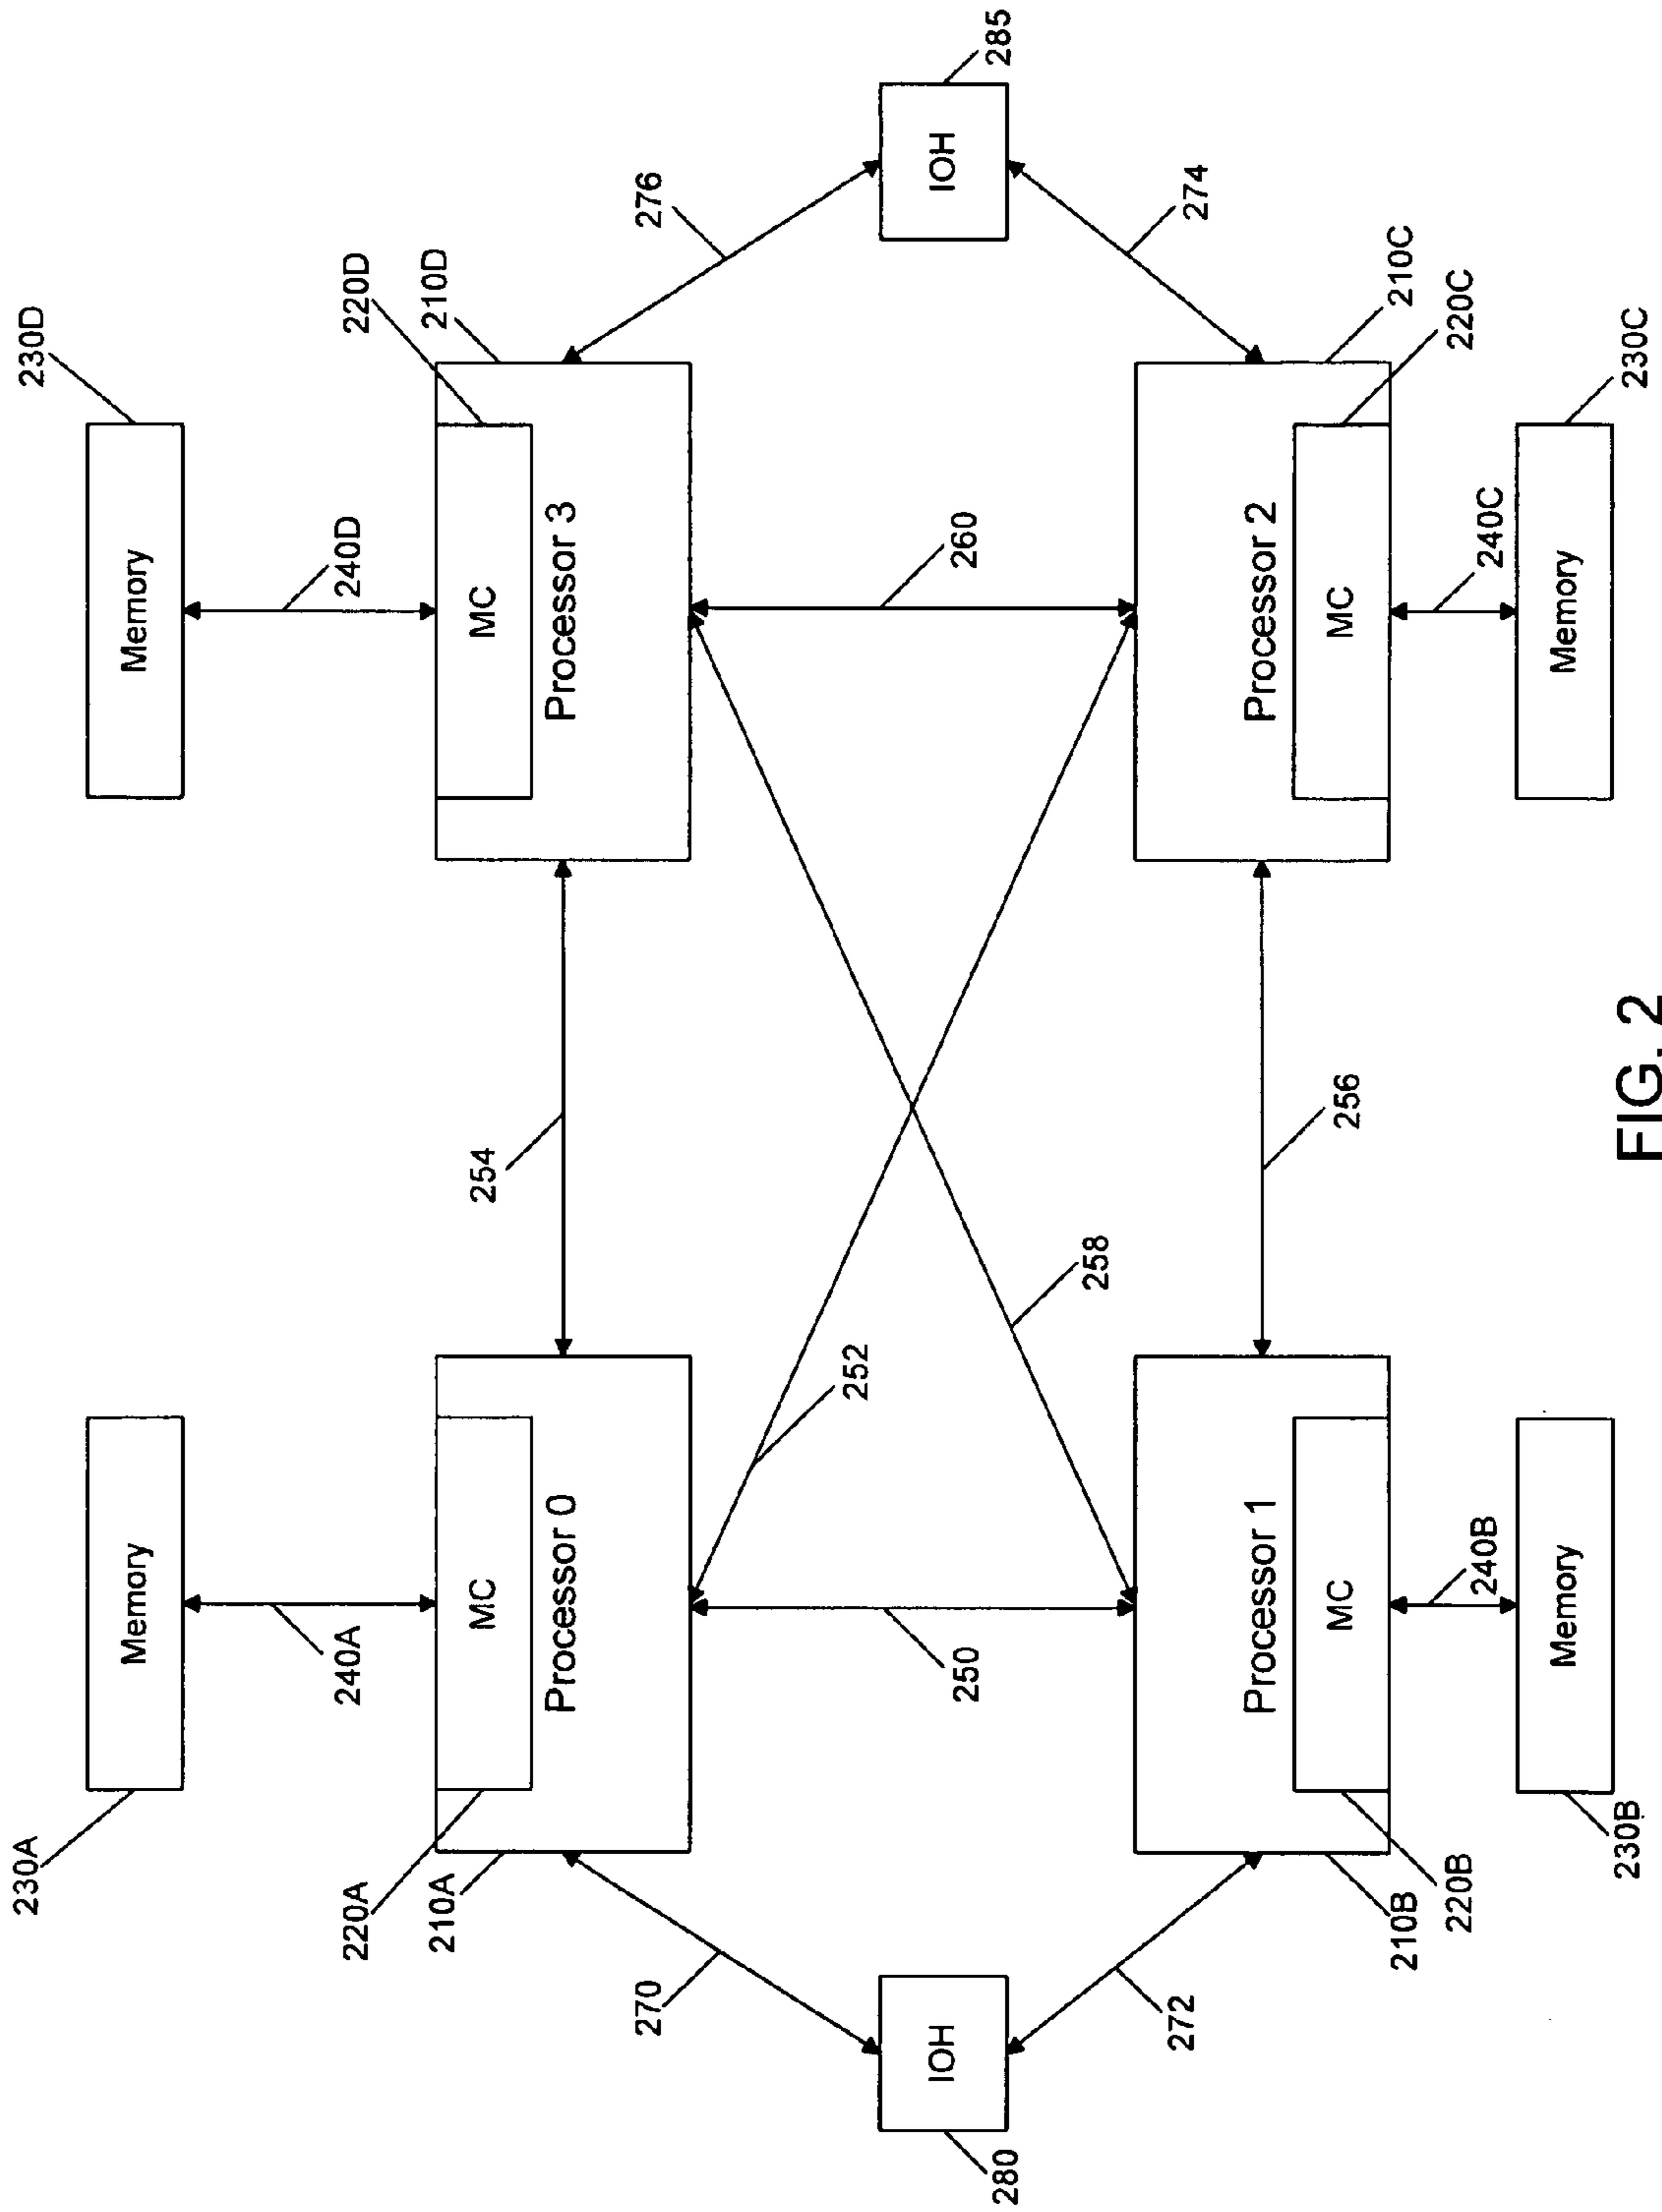 230A
230D
Memory
Memory
240A
240D
220A
220D
210A
210D
MC
MC
254
Processor 0
Processor 3
270
276
252
280
IOH
250
260
IOH
285
258
272
274
Processor 1
Processor 2
256
MC
MC
210B
210C
220B
240B
240C
220C
Memory
Memory
230B
230C
FIG. 2